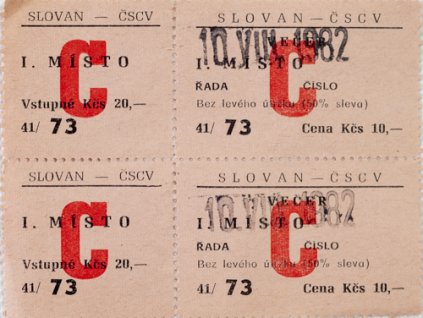 SLOVAN — ČSCV
C
I. MÍSTO
Vstupné Kčs 20,—
41/ 73
SLOVAN — ČSCV
10. VIII. 1982
VEČER
C
I. MÍSTO
ŘADA ČÍSLO
Bez levého útržku (50% sleva)
41/ 73 Cena Kčs 10,—
SLOVAN — ČSCV
C
I. MÍSTO
Vstupné Kčs 20,—
41/ 73
SLOVAN — ČSCV
10. VIII. 1982
VEČER
C
I. MÍSTO
ŘADA ČÍSLO
Bez levého útržku (50% sleva)
41/ 73 Cena Kčs 10,—